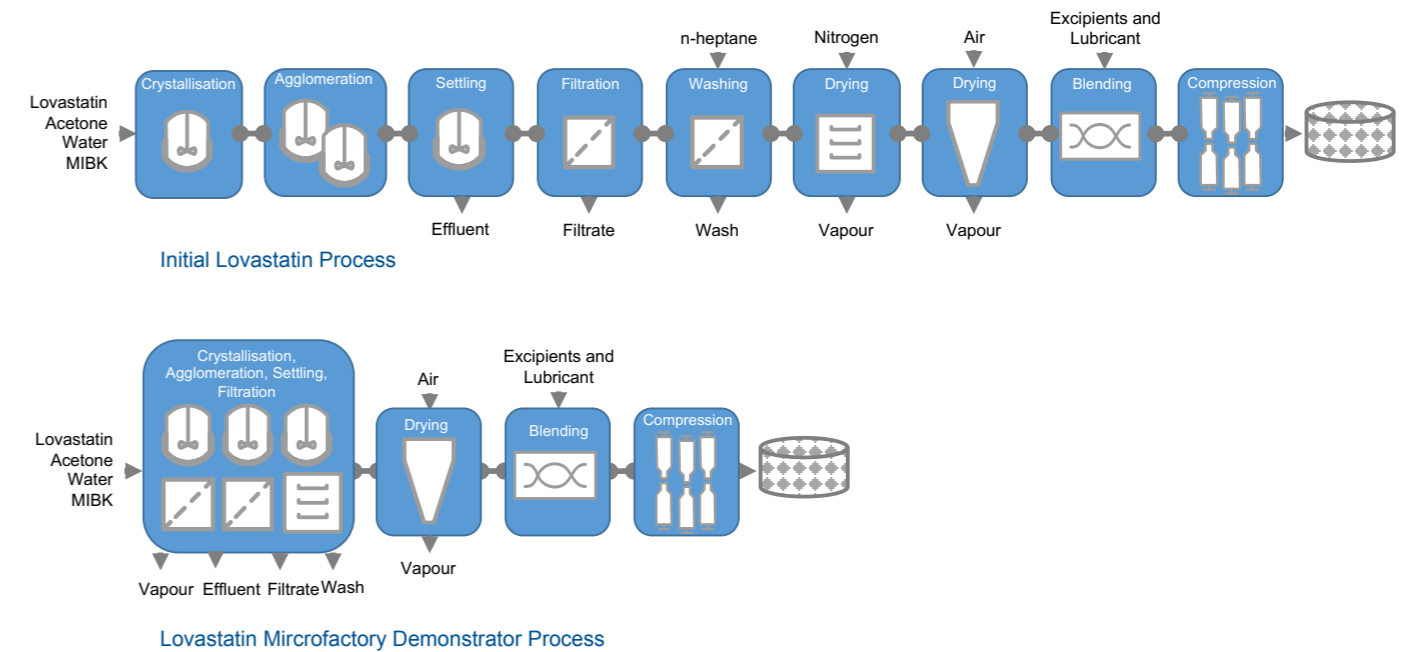 n-heptane
Nitrogen
Air
Excipients and
Lubricant
Lovastatin
Acetone
Water
MIBK
Crystallisation
Agglomeration
Settling
Filtration
Washing
Drying
Drying
Blending
Compression
Effluent
Filtrate
Wash
Vapour
Vapour
Initial Lovastatin Process
Lovastatin
Acetone
Water
MIBK
Crystallisation,
Agglomeration, Settling,
Filtration
Air
Excipients and
Lubricant
Drying
Blending
Compression
Vapour
Effluent
Filtrate
Wash
Vapour
Lovastatin Mircrofactory Demonstrator Process